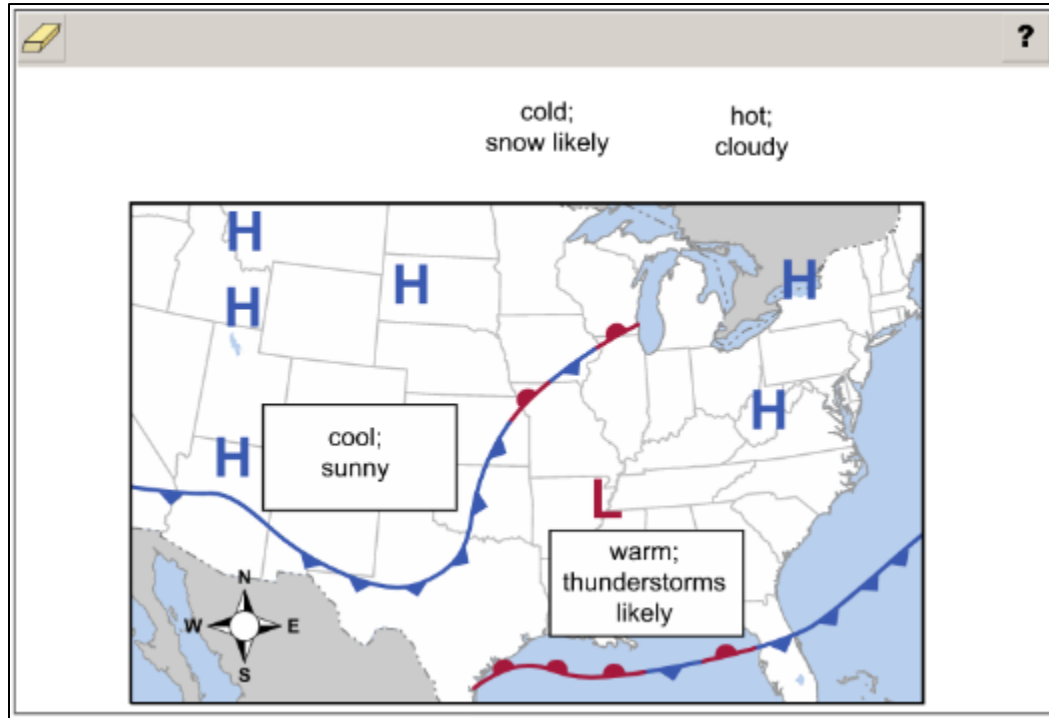 ?
cold;
snow likely
hot;
cloudy
H
H
H
H
cool;
sunny
H
H
L
warm;
thunderstorms
likely
N
W
E
S